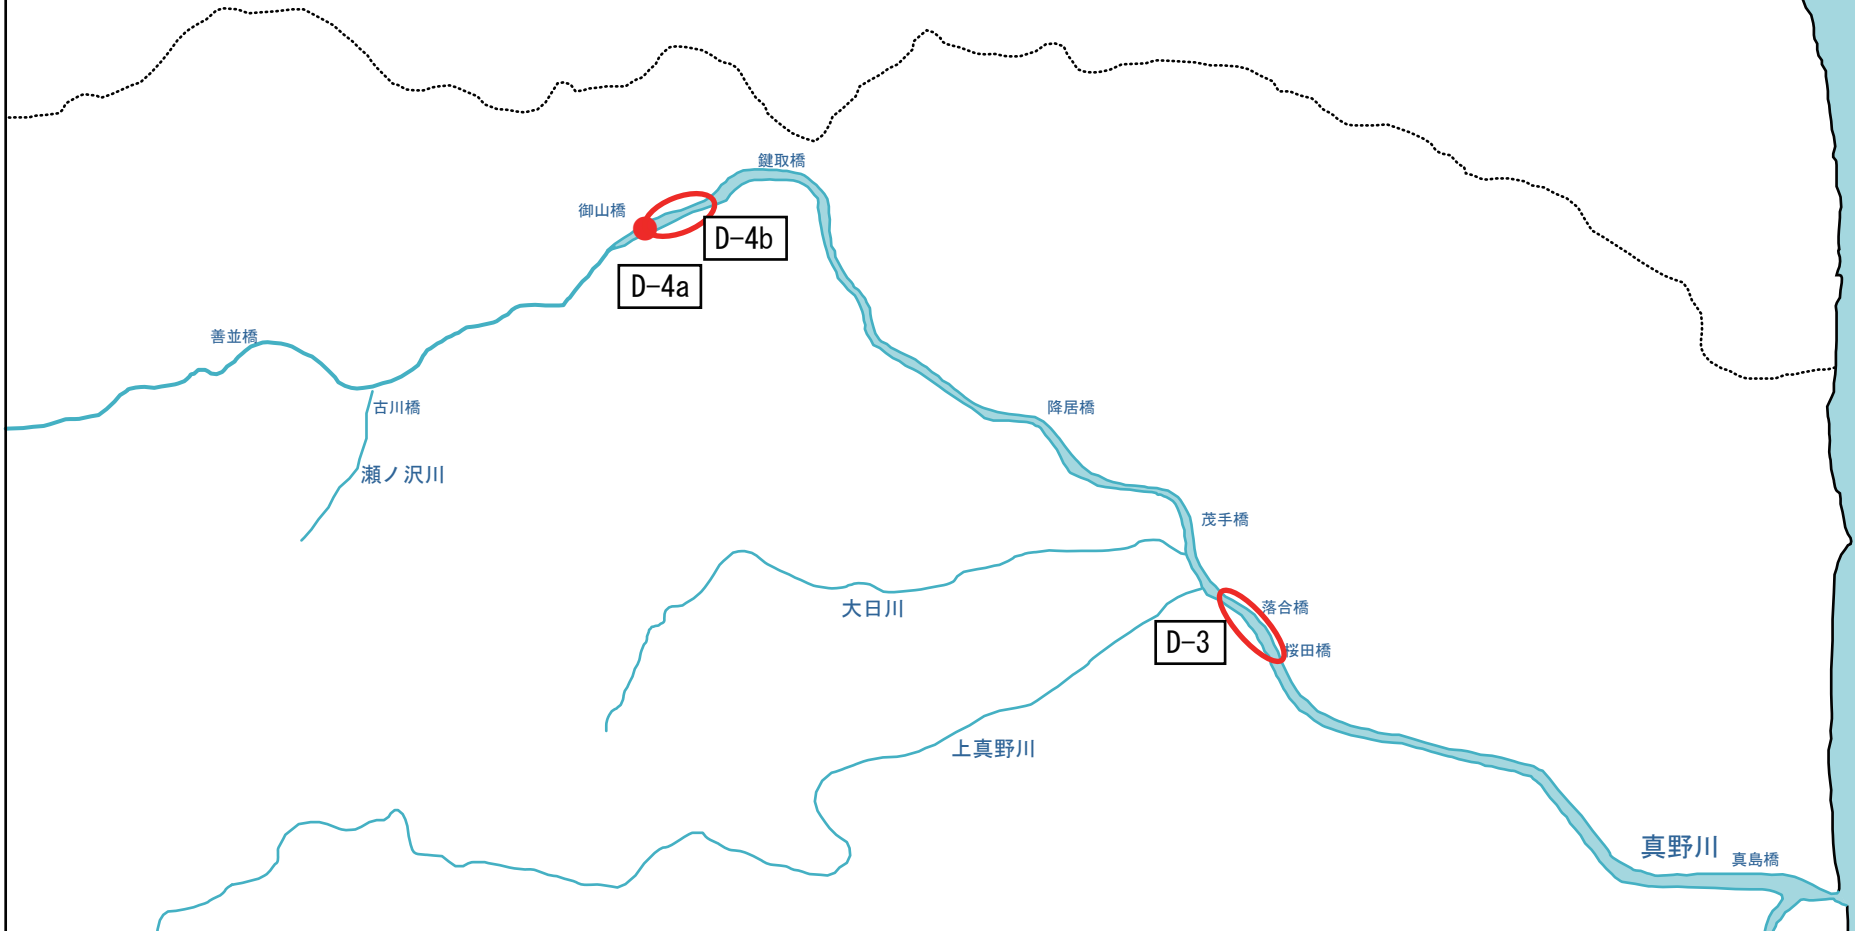 鍵取橋
御山橋
D-4b
D-4a
善並橋
古川橋
降居橋
瀬ノ沢川
茂手橋
大日川
落合橋
D-3
桜田橋
上真野川
真野川
真島橋